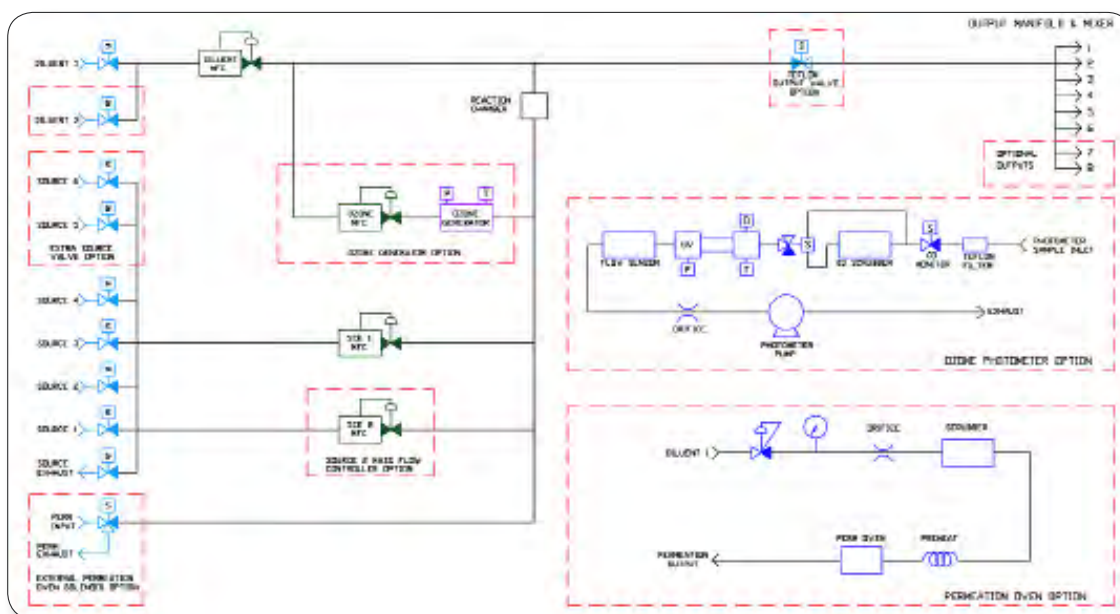 OUTPUT MANIFOLD & MIXER
DILUENT 1
DILUENT
MFC
S
TEFLON
OUTPUT VALVE
OPTION
1
2
3
4
5
6
7
8
OPTIONAL
OUTPUTS
DILUENT 2
REACTION
CHAMBER
SOURCE 6
SOURCE 5
EXTRA SOURCE
VALVE OPTION
OZONE
MFC
P
T
OZONE
GENERATOR
OZONE GENERATOR OPTION
SOURCE 4
SOURCE 3
SOURCE 2
SOURCE 1
SOURCE
EXHAUST
SCE 1
MFC
SCE 2
MFC
SOURCE 2 MASS FLOW
CONTROLLER OPTION
S
PERM
INPUT
PERM
EXHAUST
EXTERNAL PERMEATION
OVEN SOLENOID OPTION
FLOW SENSOR
UV
P
D
T
S
SCRUBBER
S
MONITOR
TEFLON
FILTER
PHOTOMETER
SAMPLE INLET
ORIFICE
PHOTOMETER
PUMP
EXHAUST
OZONE PHOTOMETER OPTION
DILUENT 1
ORIFICE
SCRUBBER
PERMEATION
OUTPUT
PERM OVEN
PREHEAT
PERMEATION OVEN OPTION